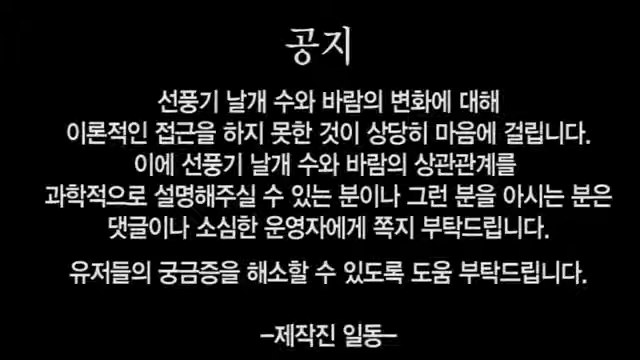 공지
선풍기 날개 수와 바람의 변화에 대해
이론적인 접근을 하지 못한 것이 상당히 마음에 걸립니다.
이에 선풍기 날개 수와 바람의 상관관계를
과학적으로 설명해주실 수 있는 분이나 그런 분을 아시는 분은
댓글이나 소심한 운영자에게 쪽지 부탁드립니다.
유저들의 궁금증을 해소할 수 있도록 도움 부탁드립니다.
–제작진 일동–